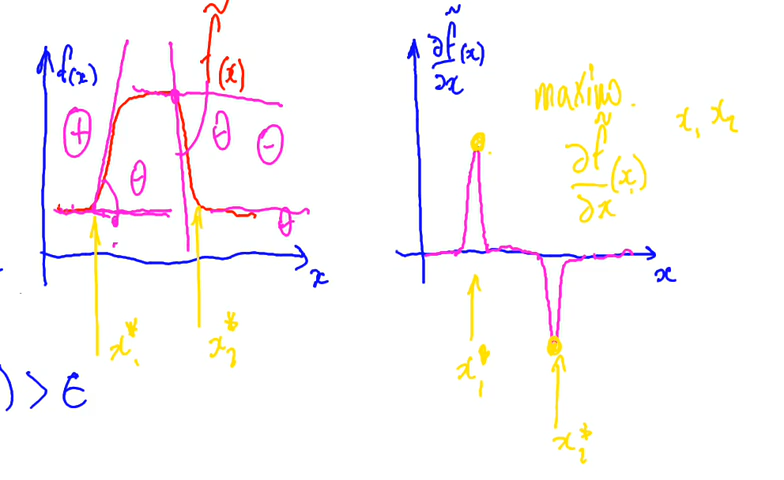 f(x)
f̃(x)
⊕
θ
⊖
⊖
x
x₁*
x₂*
) > ϵ
∂f̃(x)
∂x
maximo.
x₁ x₂
∂f̃(x)
∂x
x
x₁*
x₂*